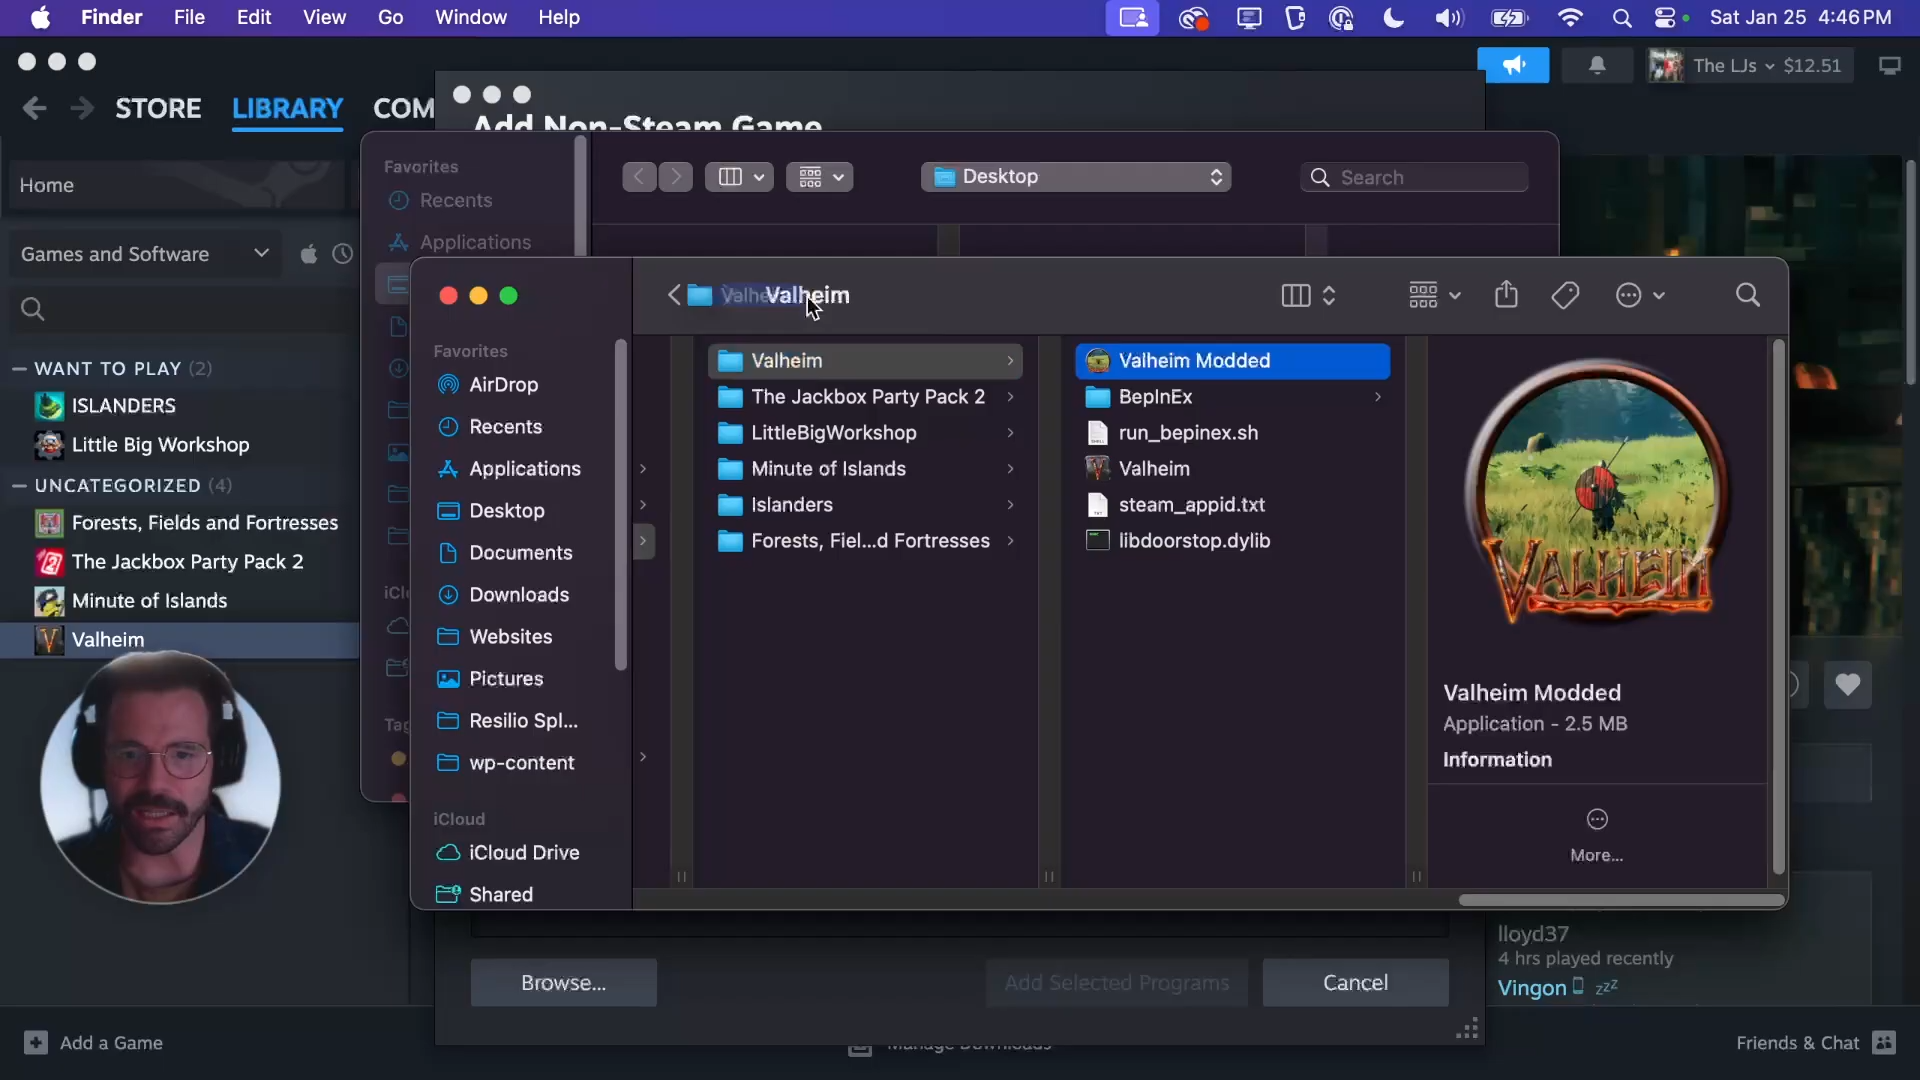 Finder File Edit View Go Window Help Sat Jan 25 4:46 PM
The LJs $12.51
STORE LIBRARY COM
Add Non-Steam Game
Home
Favorites
Recents
Applications
Desktop
Search
Games and Software
WANT TO PLAY (2)
ISLANDERS
Little Big Workshop
UNCATEGORIZED (4)
Forests, Fields and Fortresses
The Jackbox Party Pack 2
Minute of Islands
Valheim
iCl
Tag
Valheim
Favorites
AirDrop
Recents
Applications
Desktop
Documents
Downloads
Websites
Pictures
Resilio Spl...
wp-content
iCloud
iCloud Drive
Shared
Valheim
The Jackbox Party Pack 2
LittleBigWorkshop
Minute of Islands
Islanders
Forests, Fiel...d Fortresses
Valheim Modded
BepInEx
run_bepinex.sh
Valheim
steam_appid.txt
libdoorstop.dylib
VALHEIM
Valheim Modded
Application - 2.5 MB
Information
More...
Browse...
Add Selected Programs
Cancel
lloyd37
4 hrs played recently
Vingon zzz
Add a Game
Manage Downloads
Friends & Chat